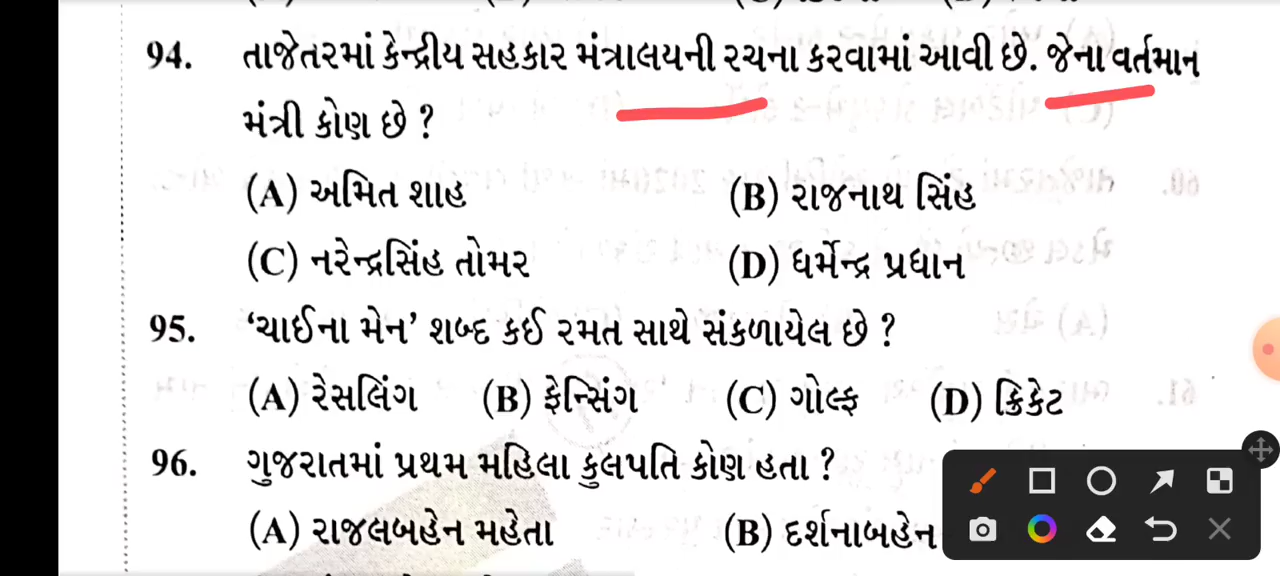 94. તાજેતરમાં કેન્દ્રીય સહકાર મંત્રાલયની રચના કરવામાં આવી છે. જેના વર્તમાન
મંત્રી કોણ છે ?
(A) અમિત શાહ (B) રાજનાથ સિંહ
(C) નરેન્દ્રસિંહ તોમર (D) ધર્મેન્દ્ર પ્રધાન
95. ‘ચાઈના મેન’ શબ્દ કઈ રમત સાથે સંકળાયેલ છે ?
(A) રેસલિંગ (B) ફેન્સિંગ (C) ગોલ્ફ (D) ક્રિકેટ
96. ગુજરાતમાં પ્રથમ મહિલા કુલપતિ કોણ હતા ?
(A) રાજલબહેન મહેતા (B) દર્શનાબહેન